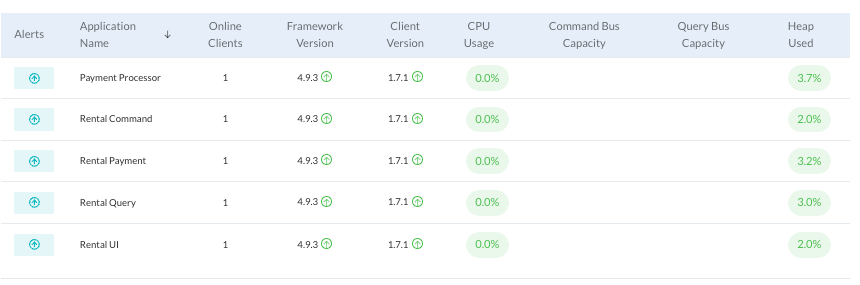 Alerts Application Name ↓ Online Clients Framework Version Client Version CPU Usage Command Bus Capacity Query Bus Capacity Heap Used
Payment Processor 1 4.9.3 1.7.1 0.0% 3.7%
Rental Command 1 4.9.3 1.7.1 0.0% 2.0%
Rental Payment 1 4.9.3 1.7.1 0.0% 3.2%
Rental Query 1 4.9.3 1.7.1 0.0% 3.0%
Rental UI 1 4.9.3 1.7.1 0.0% 2.0%